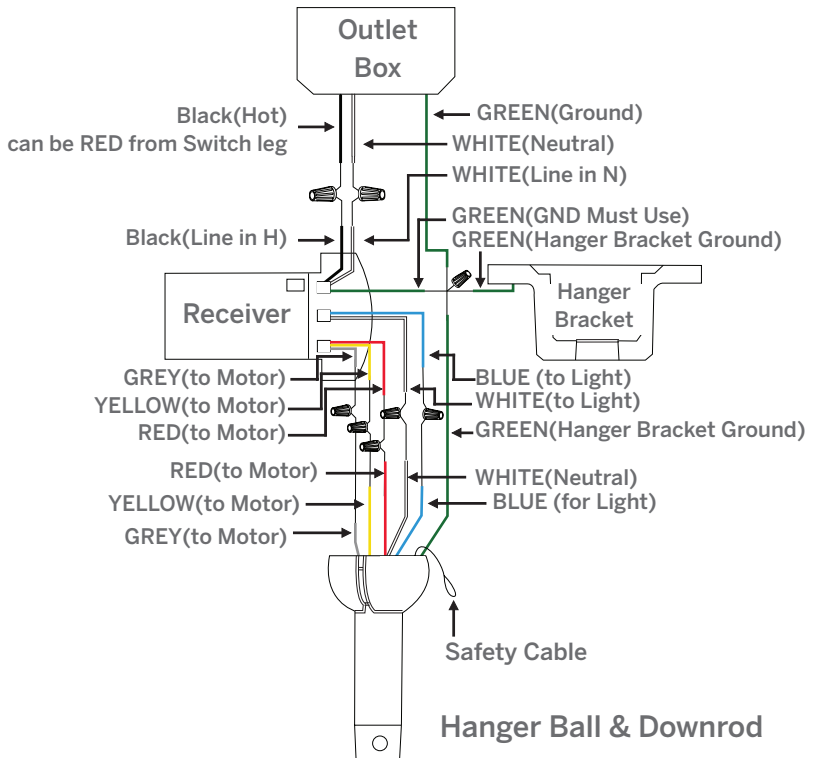 Outlet
Box
Black(Hot)
can be RED from Switch leg
GREEN(Ground)
WHITE(Neutral)
WHITE(Line in N)
GREEN(GND Must Use)
Black(Line in H)
GREEN(Hanger Bracket Ground)
Receiver
Hanger
Bracket
GREY(to Motor)
BLUE (to Light)
YELLOW(to Motor)
WHITE(to Light)
RED(to Motor)
GREEN(Hanger Bracket Ground)
RED(to Motor)
WHITE(Neutral)
YELLOW(to Motor)
BLUE (for Light)
GREY(to Motor)
Safety Cable
Hanger Ball & Downrod